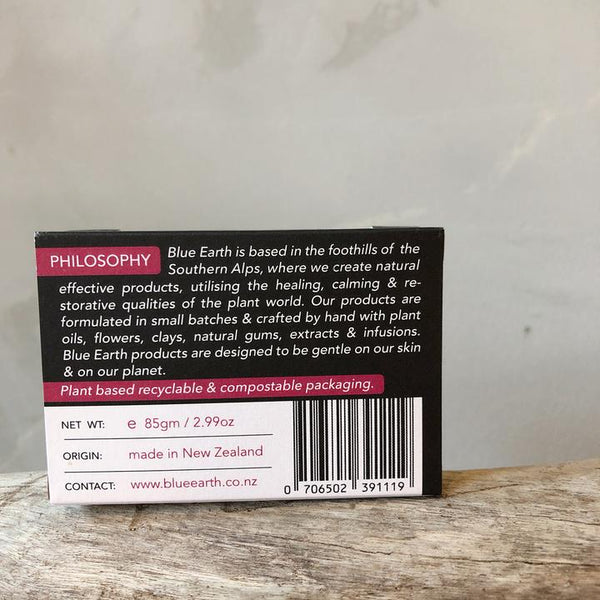 PHILOSOPHY Blue Earth is based in the foothills of the
Southern Alps, where we create natural
effective products, utilising the healing, calming & re-
storative qualities of the plant world. Our products are
formulated in small batches & crafted by hand with plant
oils, flowers, clays, natural gums, extracts & infusions.
Blue Earth products are designed to be gentle on our skin
& on our planet.
Plant based recyclable & compostable packaging.
NET WT: e 85gm / 2.99oz
ORIGIN: made in New Zealand
CONTACT: www.blueearth.co.nz
0 706502 391119